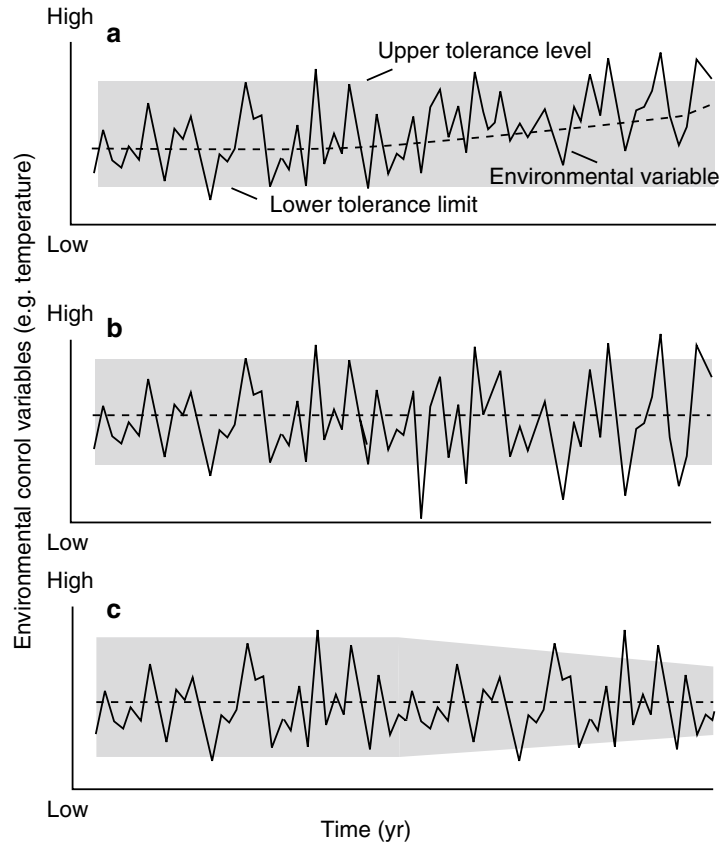 Environmental conrol variables (e.g. temperature)
High
a
Upper tolerance level
Environmental variable
Lower tolerance limit
Low
High
b
Low
High
c
Low
Time (yr)